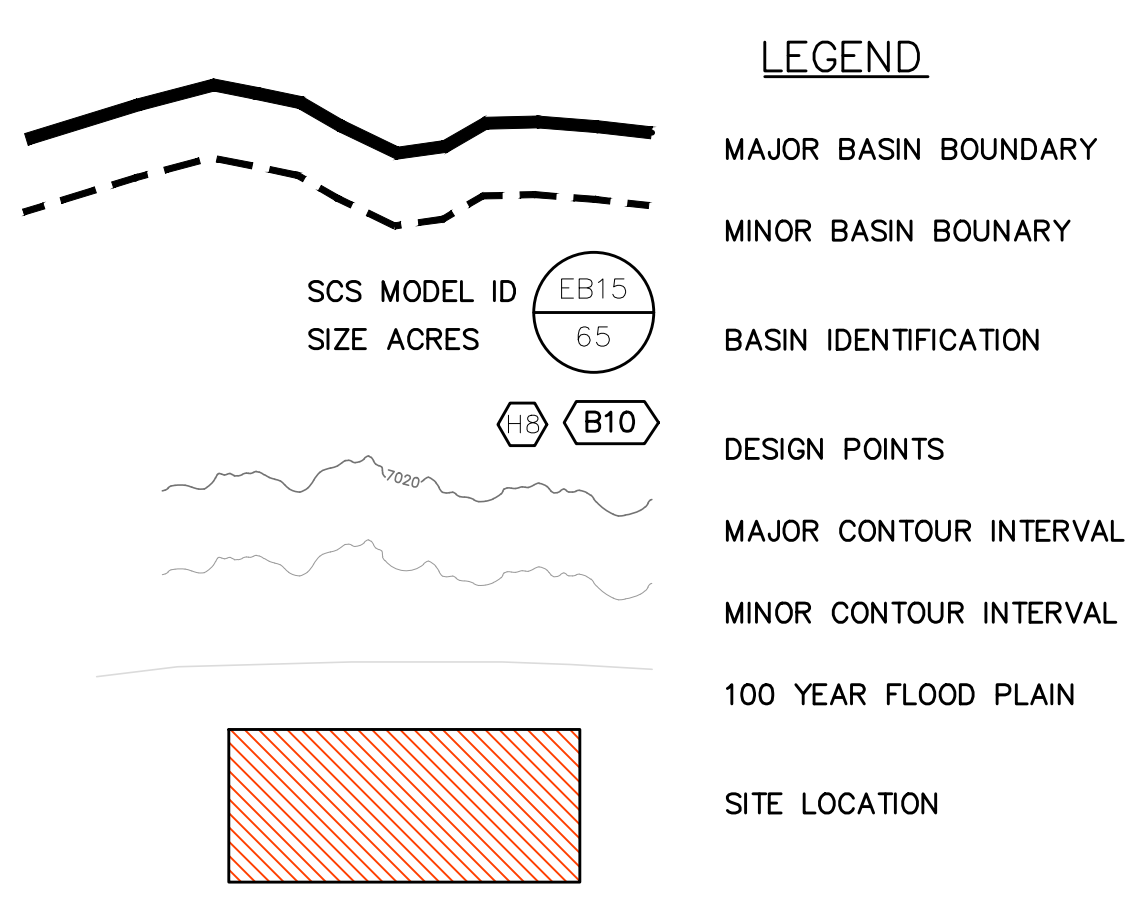 LEGEND
MAJOR BASIN BOUNDARY
MINOR BASIN BOUNARY
SCS MODEL ID
EB15
SIZE ACRES
65
BASIN IDENTIFICATION
H8
B10
DESIGN POINTS
7020
MAJOR CONTOUR INTERVAL
MINOR CONTOUR INTERVAL
100 YEAR FLOOD PLAIN
SITE LOCATION